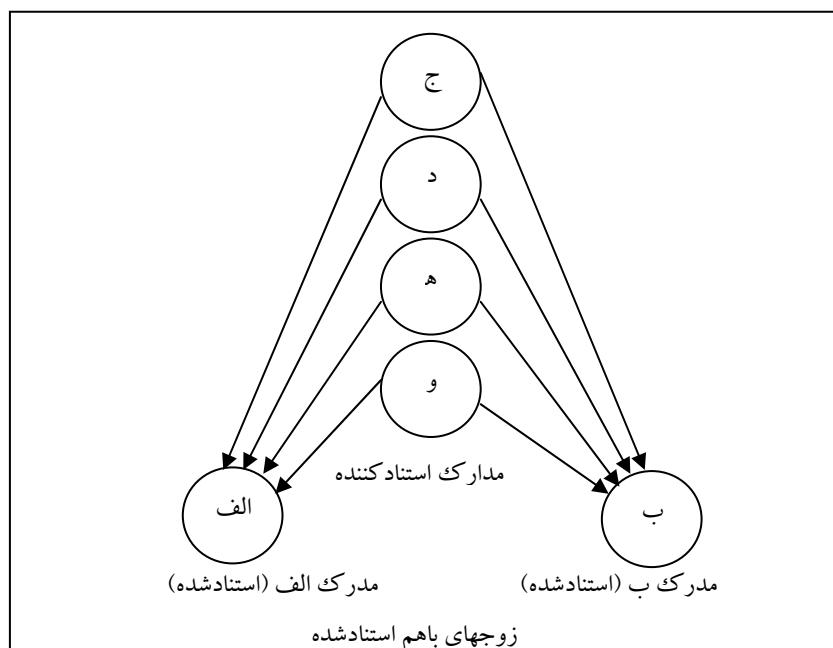 ج
د
ه
و
مدارک استنادکننده
الف
ب
مدرک الف (استنادشده)
مدرک ب (استنادشده)
زوجهای باهم استنادشده